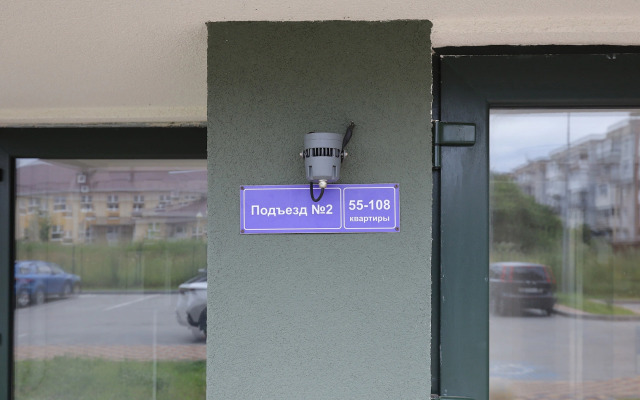 Подъезд №2
55-108
квартиры